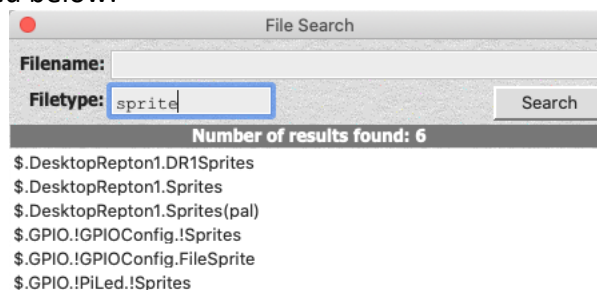 File Search
Filename:
Filetype: sprite
Search
Number of results found: 6
$.DesktopRepton1.DR1Sprites
$.DesktopRepton1.Sprites
$.DesktopRepton1.Sprites(pal)
$.GPIO.!GPIOConfig.!Sprites
$.GPIO.!GPIOConfig.FileSprite
$.GPIO.!PiLed.!Sprites